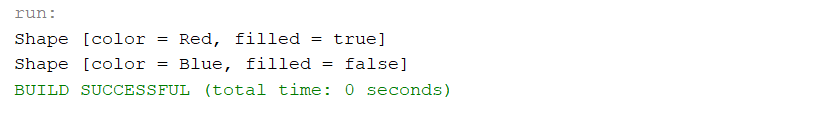 run:
Shape [color = Red, filled = true]
Shape [color = Blue, filled = false]
BUILD SUCCESSFUL (total time: 0 seconds)